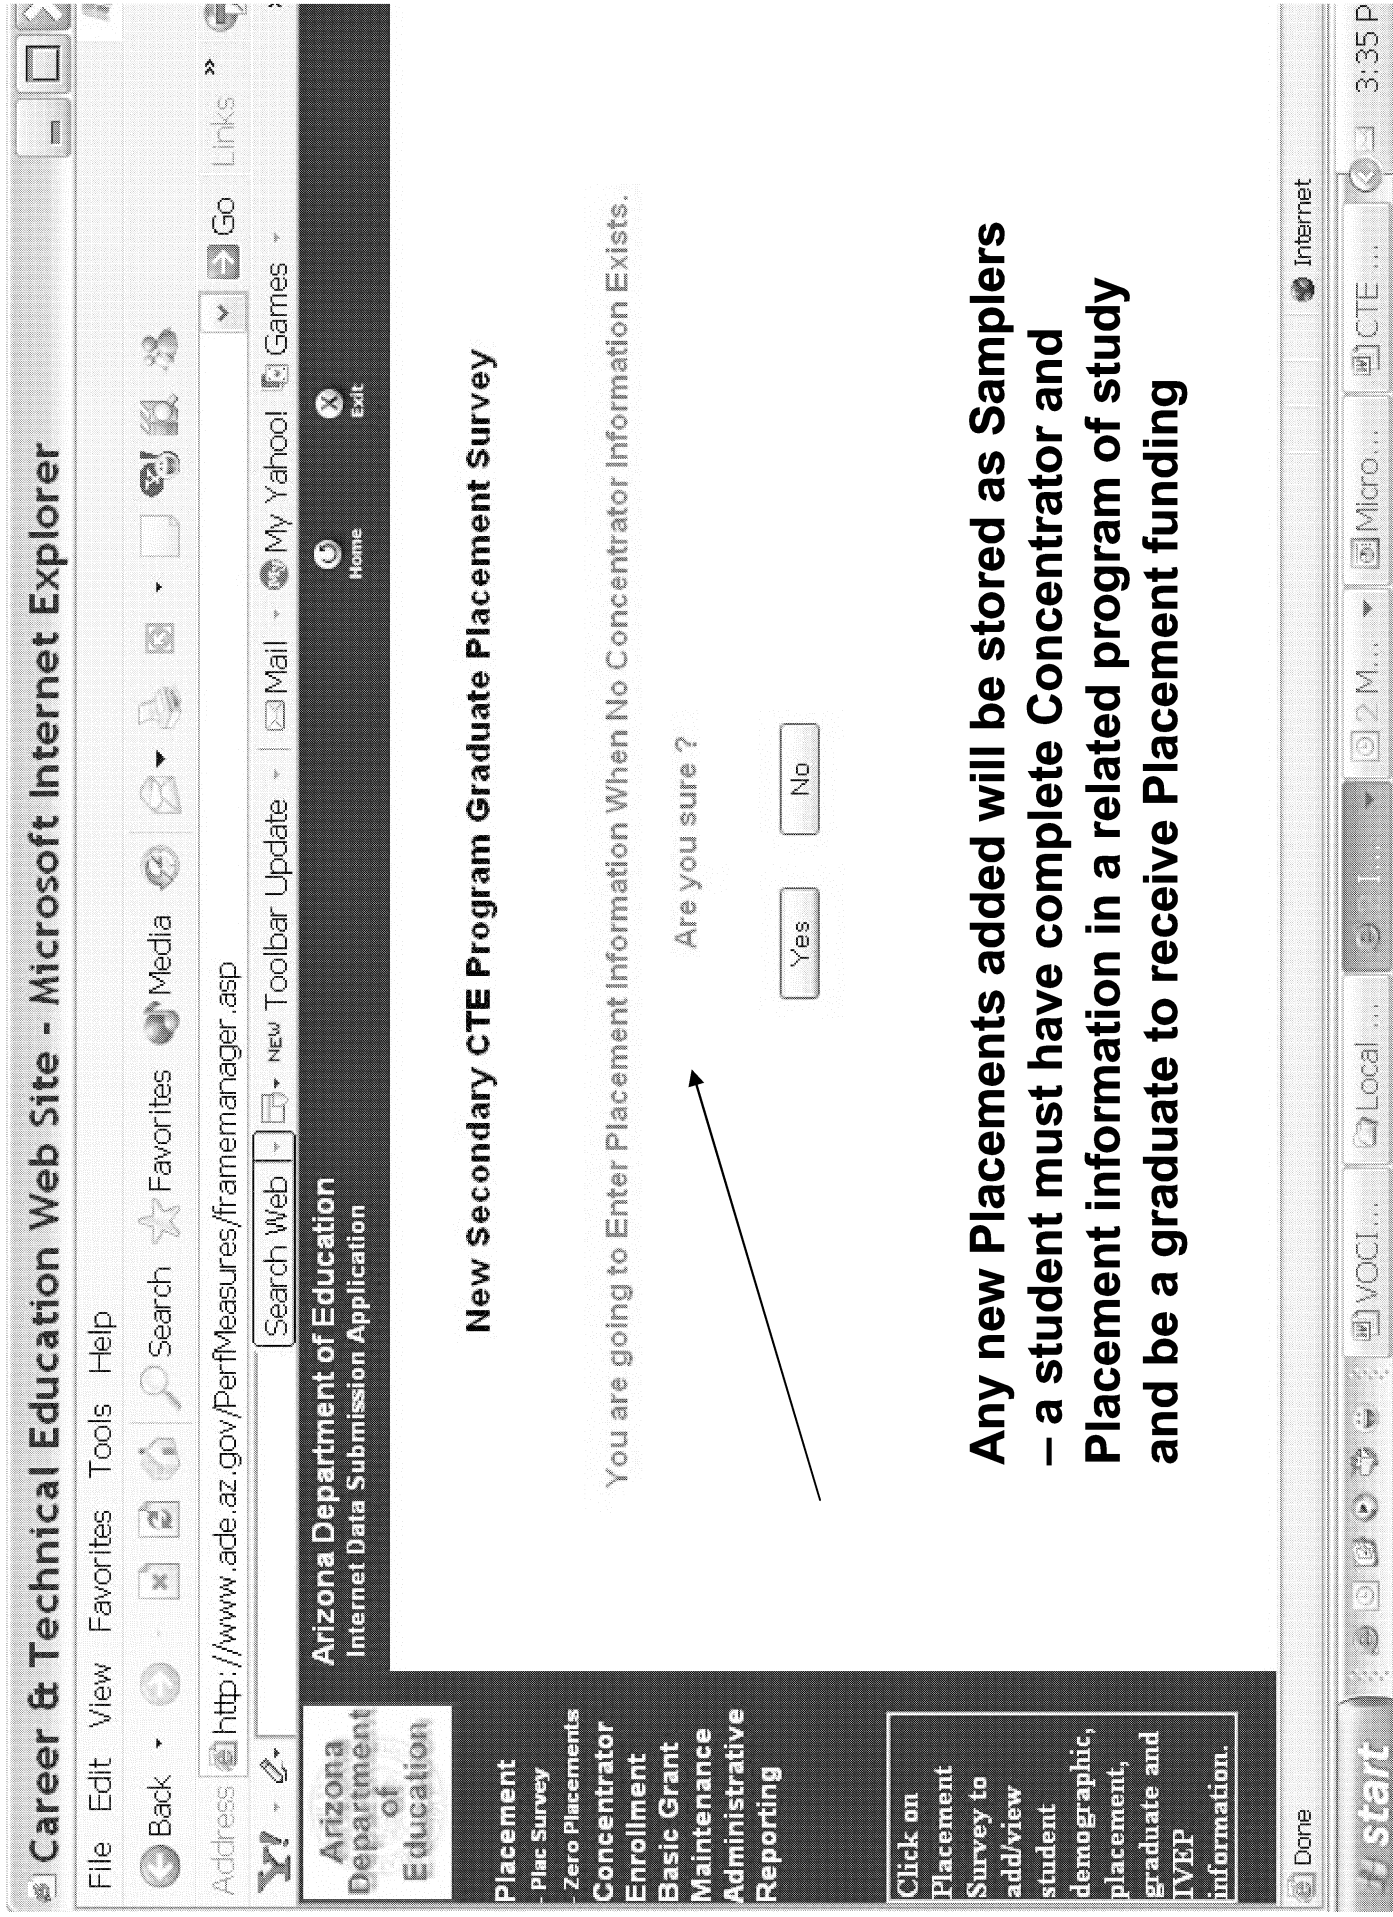 Career & Technical Education Web Site - Microsoft Internet Explorer
File Edit View Favorites Tools Help
Back Search Favorites Media
Address http://www.ade.az.gov/PerfMeasures/framemanager.asp Go Links »
Y! Search Web NEW Toolbar Update Mail My Yahoo! Games
Arizona
Department
of
Education
Arizona Department of Education
Internet Data Submission Application
Home
Exit
Placement
- Plac Survey
- Zero Placements
Concentrator
Enrollment
Basic Grant
Maintenance
Administrative
Reporting
Click on
Placement
Survey to
add/view
student
demographic,
placement,
graduate and
IVEP
information.
New Secondary CTE Program Graduate Placement Survey
You are going to Enter Placement Information When No Concentrator Information Exists.
Are you sure ?
Yes No
Any new Placements added will be stored as Samplers
– a student must have complete Concentrator and
Placement information in a related program of study
and be a graduate to receive Placement funding
Done Internet
start VOCI ... Local ... I... 2 M... Micro... CTE ... 3:35 P